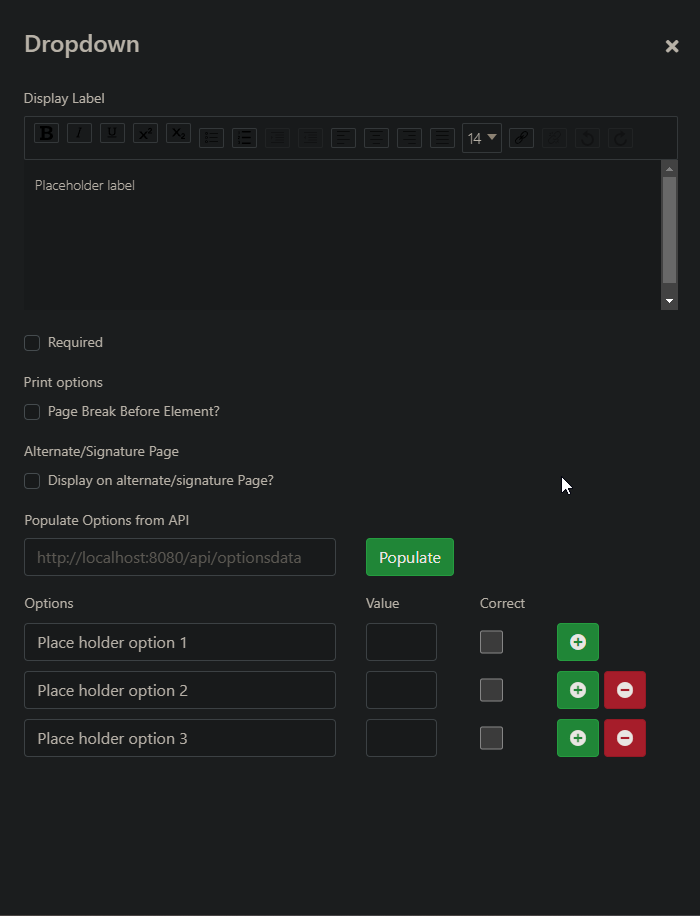 Dropdown
Display Label
B I U X² X₂ 14
Placeholder label
Required
Print options
Page Break Before Element?
Alternate/Signature Page
Display on alternate/signature Page?
Populate Options from API
http://localhost:8080/api/optionsdata Populate
Options Value Correct
Place holder option 1
Place holder option 2
Place holder option 3